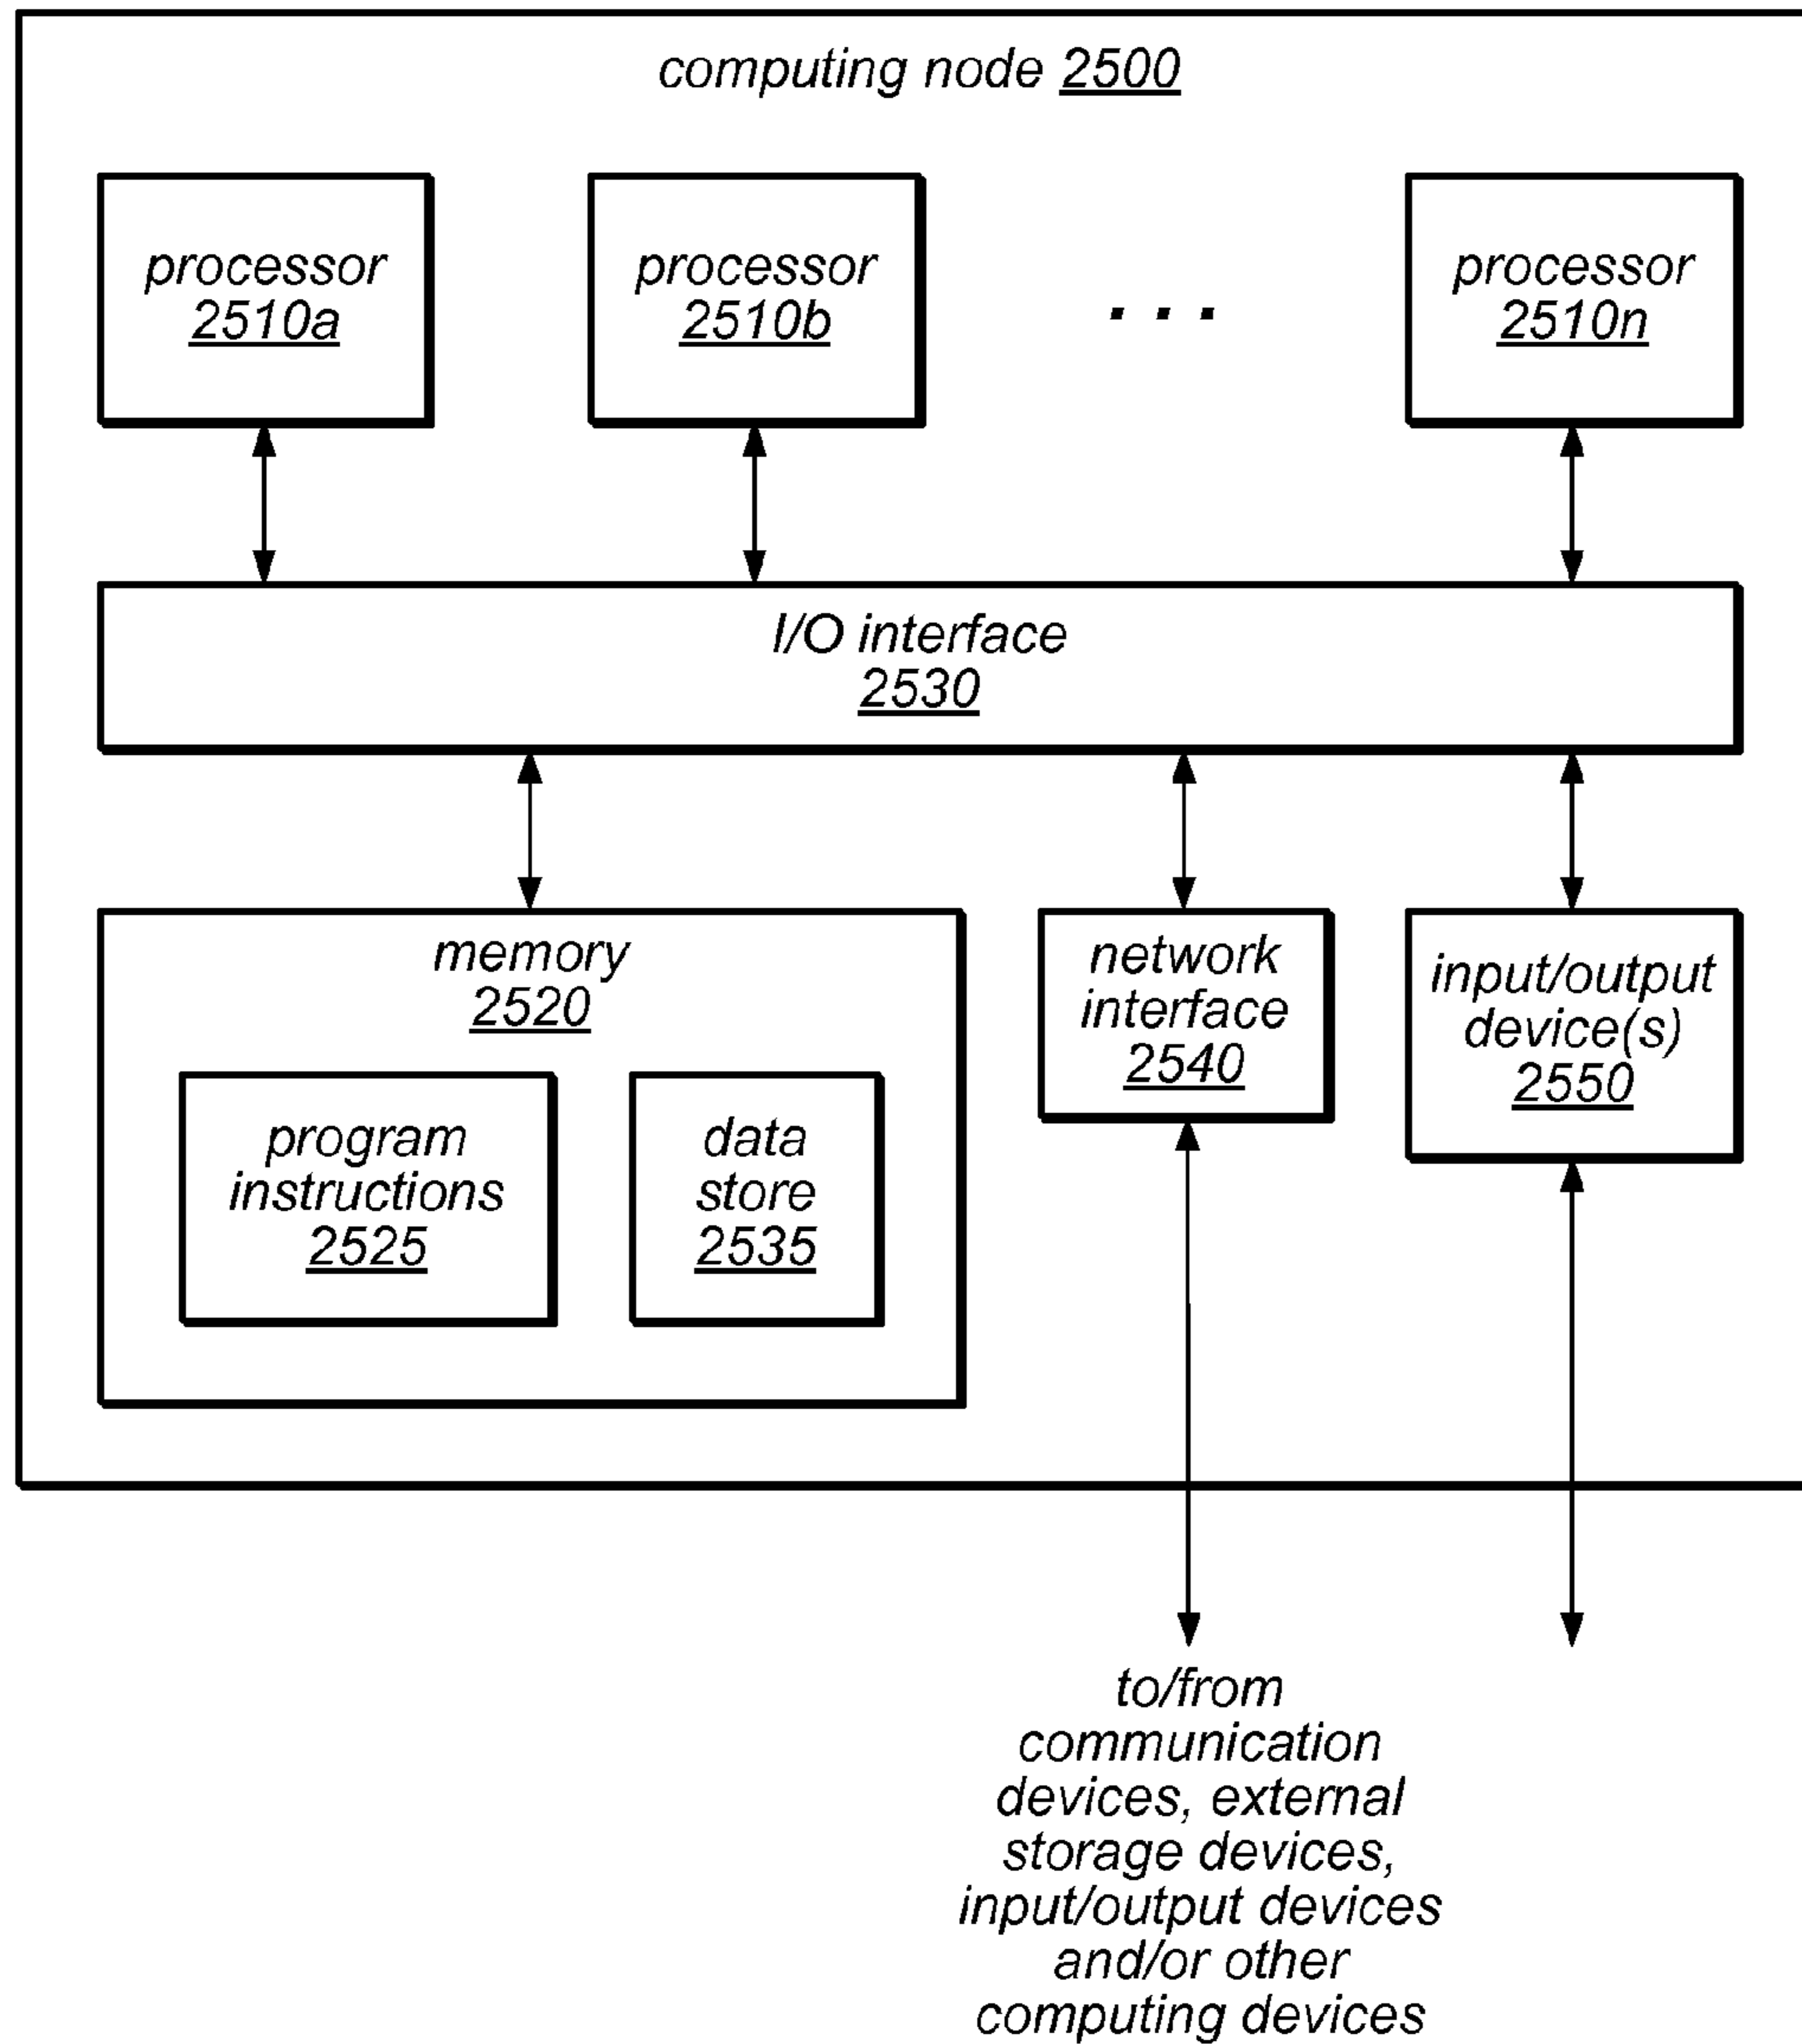 computing node 2500
processor
2510a
processor
2510b
. . .
processor
2510n
I/O interface
2530
memory
2520
program
instructions
2525
data
store
2535
network
interface
2540
input/output
device(s)
2550
to/from
communication
devices, external
storage devices,
input/output devices
and/or other
computing devices